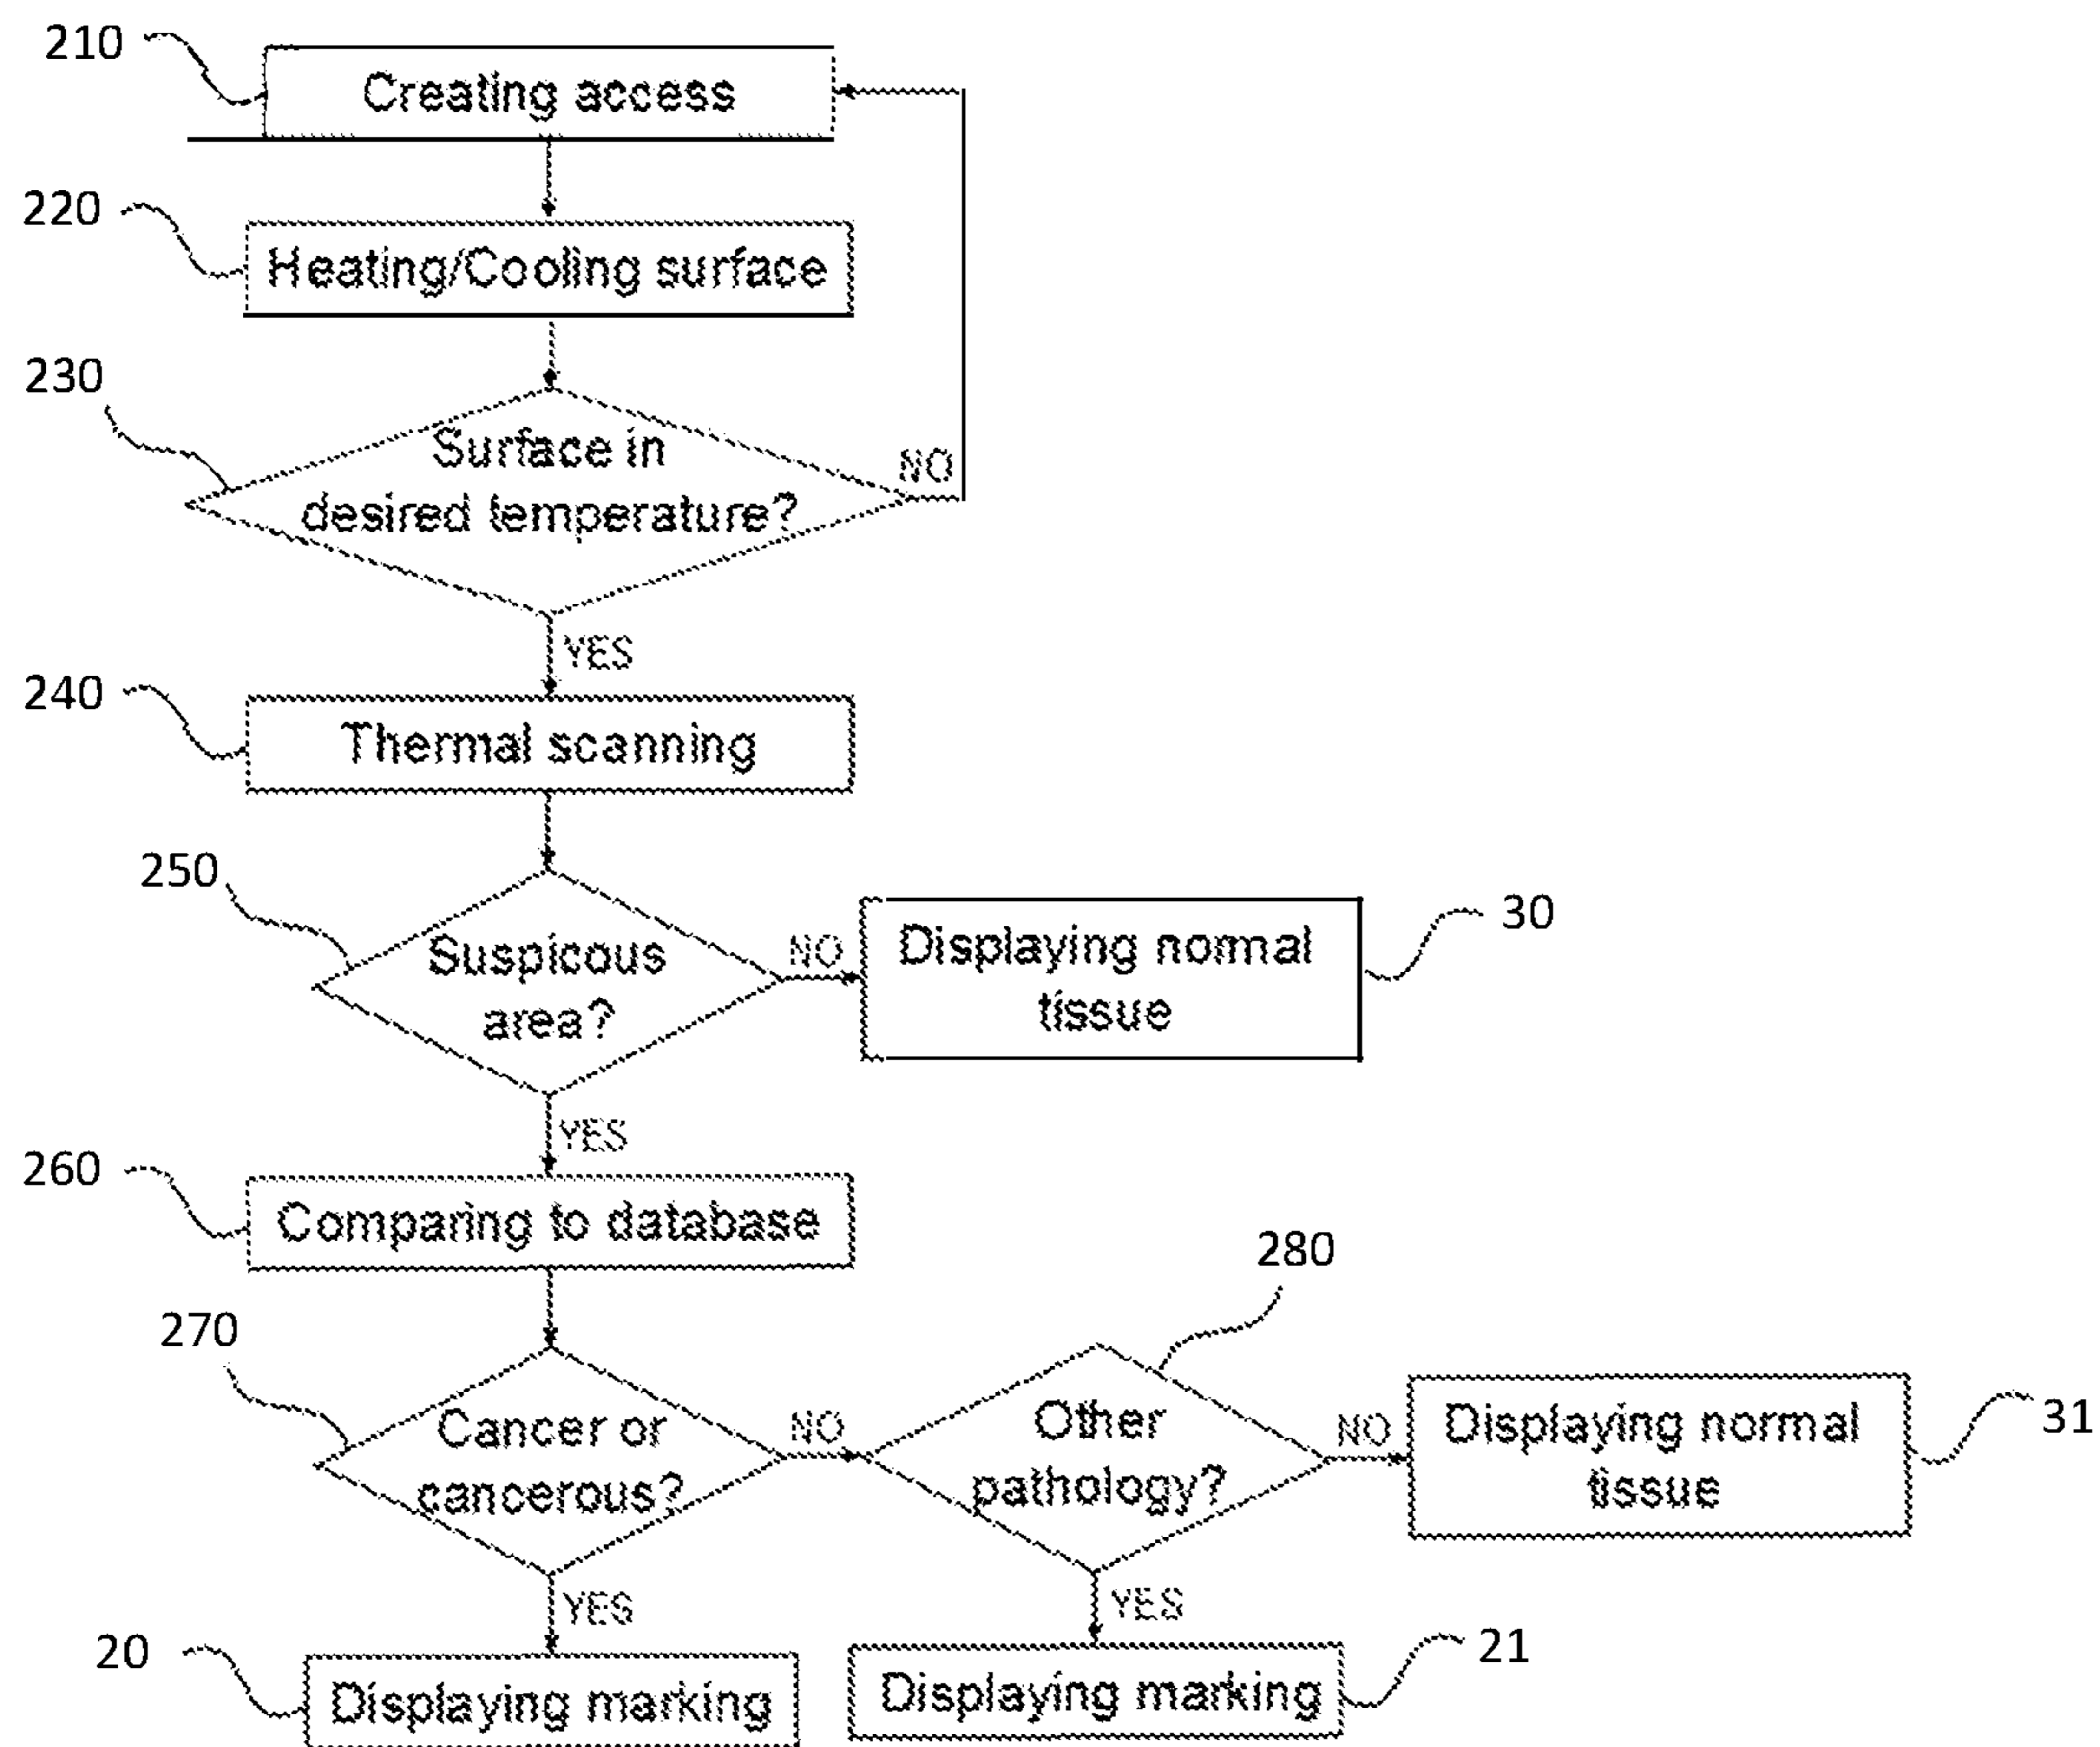 210
Creating access
220
Heating/Cooling surface
230
Surface in
desired temperature?
NO
YES
240
Thermal scanning
250
Suspicous
area?
NO
Displaying normal
tissue
30
YES
260
Comparing to database
270
Cancer or
cancerous?
NO
280
Other
pathology?
NO
Displaying normal
tissue
31
YES
YES
20
Displaying marking
Displaying marking
21